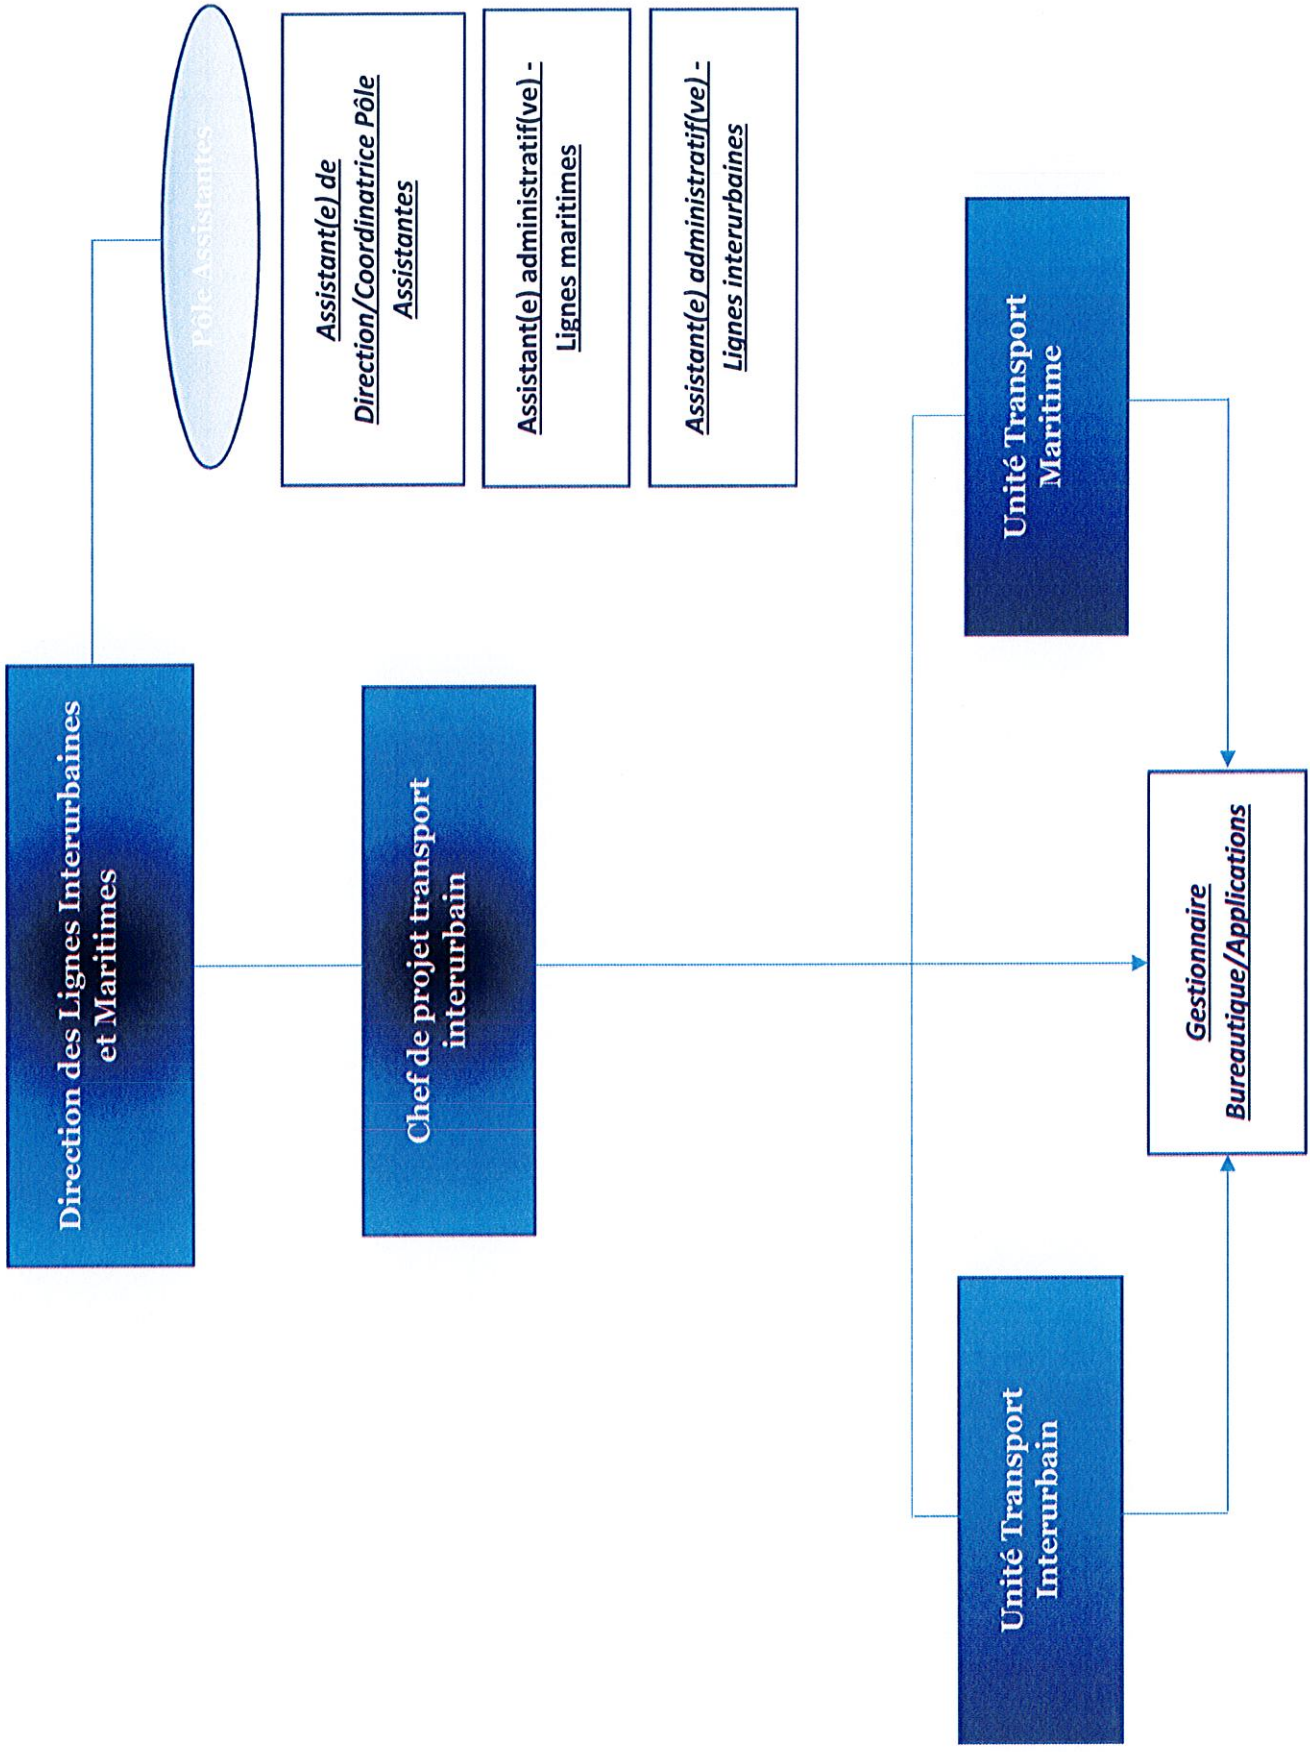 Direction des Lignes Interurbaines
et Maritimes
Pôle Assistantes
Assistant(e) de
Direction/Coordinatrice Pôle
Assistantes
Assistant(e) administratif(ve) -
Lignes maritimes
Assistant(e) administratif(ve) -
Lignes interurbaines
Chef de projet transport
interurbain
Unité Transport
Interurbain
Unité Transport
Maritime
Gestionnaire
Bureautique/Applications